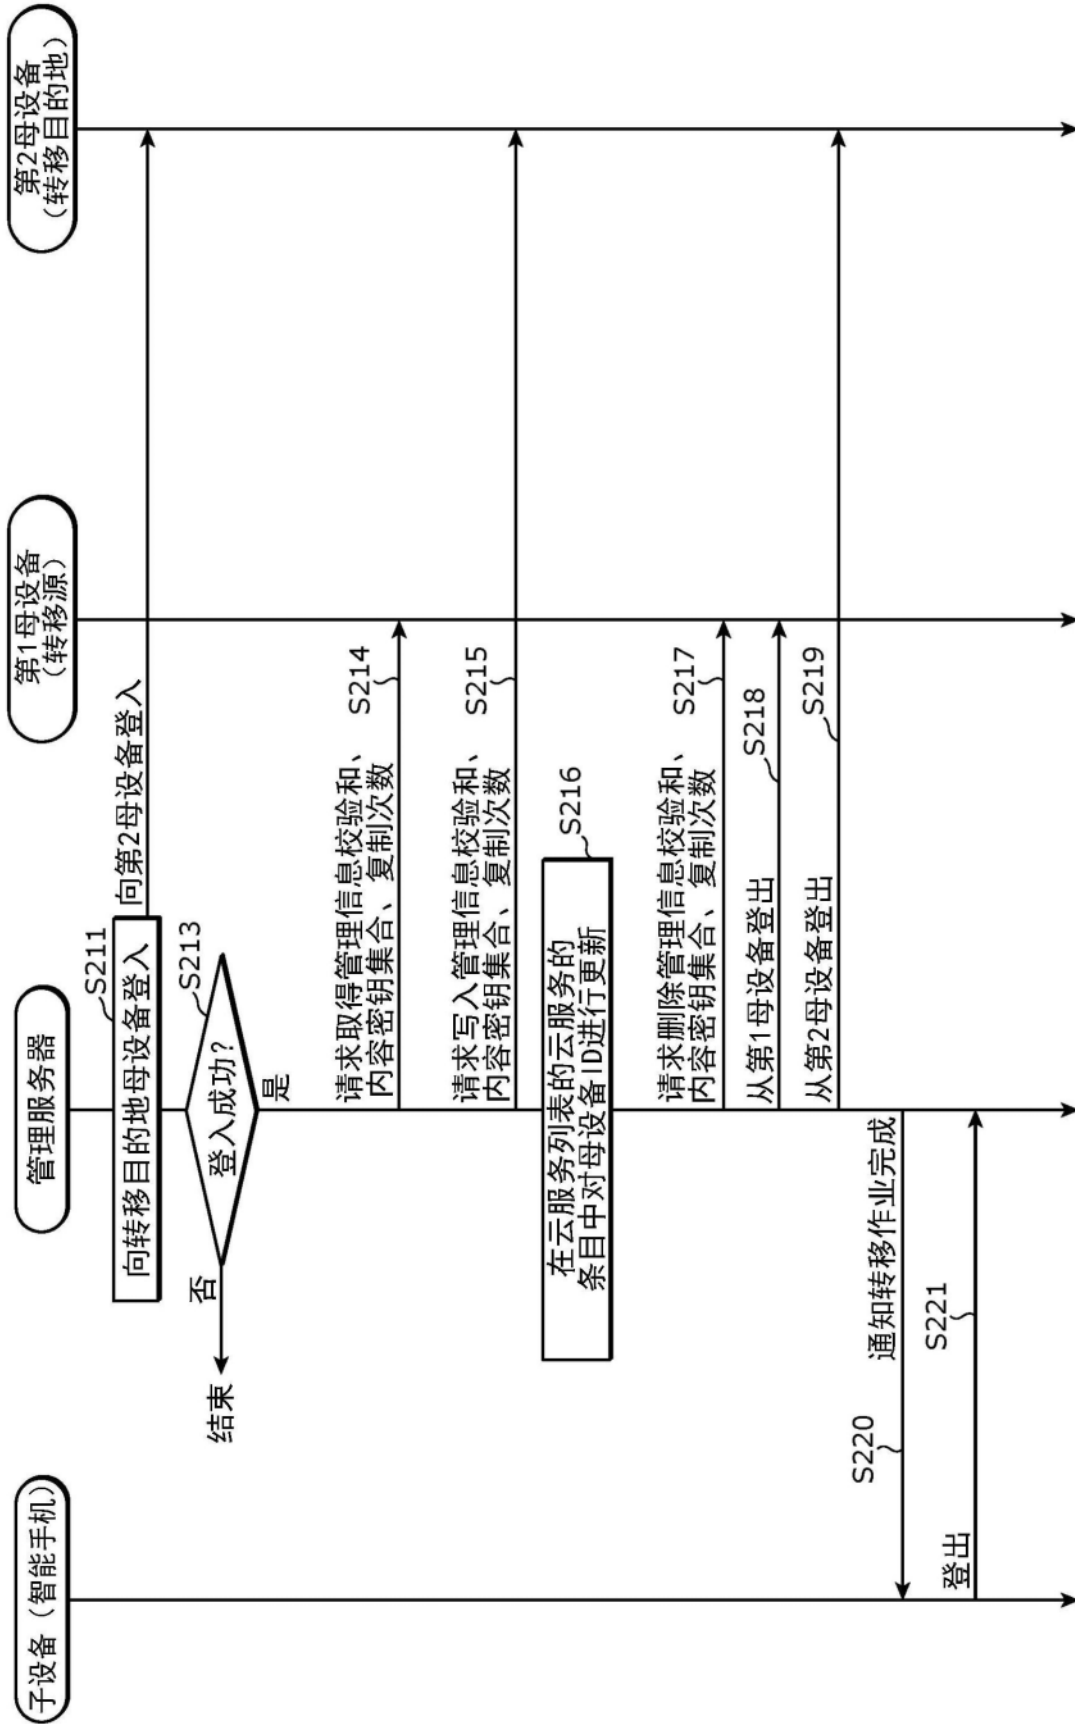 子设备（智能手机）
管理服务器
第1母设备
（转移源）
第2母设备
（转移目的地）
S211
向转移目的地母设备登入
向第2母设备登入
S213
登入成功？
否
结束
是
请求取得管理信息校验和、
内容密钥集合、复制次数
S214
请求写入管理信息校验和、
内容密钥集合、复制次数
S215
S216
在云服务列表的云服务的
条目中对母设备ID进行更新
请求删除管理信息校验和、
内容密钥集合、复制次数
S217
从第1母设备登出
S218
从第2母设备登出
S219
通知转移作业完成
S220
登出
S221